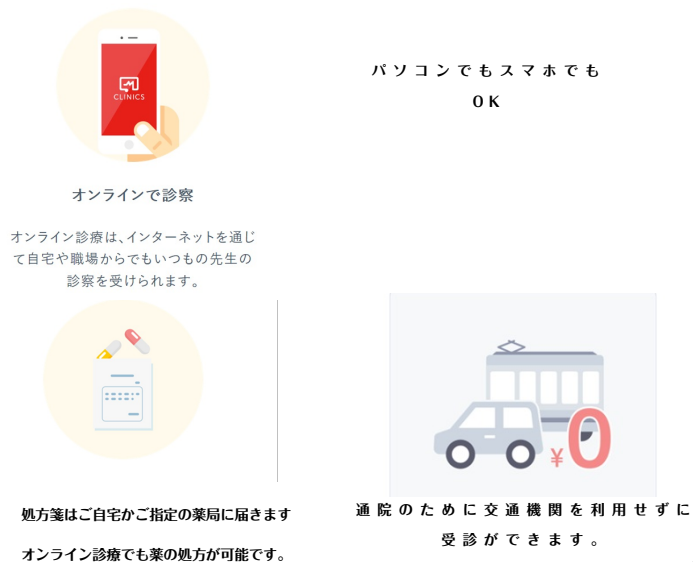 CLINICS
オンラインで診察
オンライン診療は、インターネットを通じ
て自宅や職場からでもいつもの先生の
診察を受けられます。
パソコンでもスマホでも
OK
処方箋はご自宅かご指定の薬局に届きます
オンライン診療でも薬の処方が可能です。
¥0
通院のために交通機関を利用せずに
受診ができます。